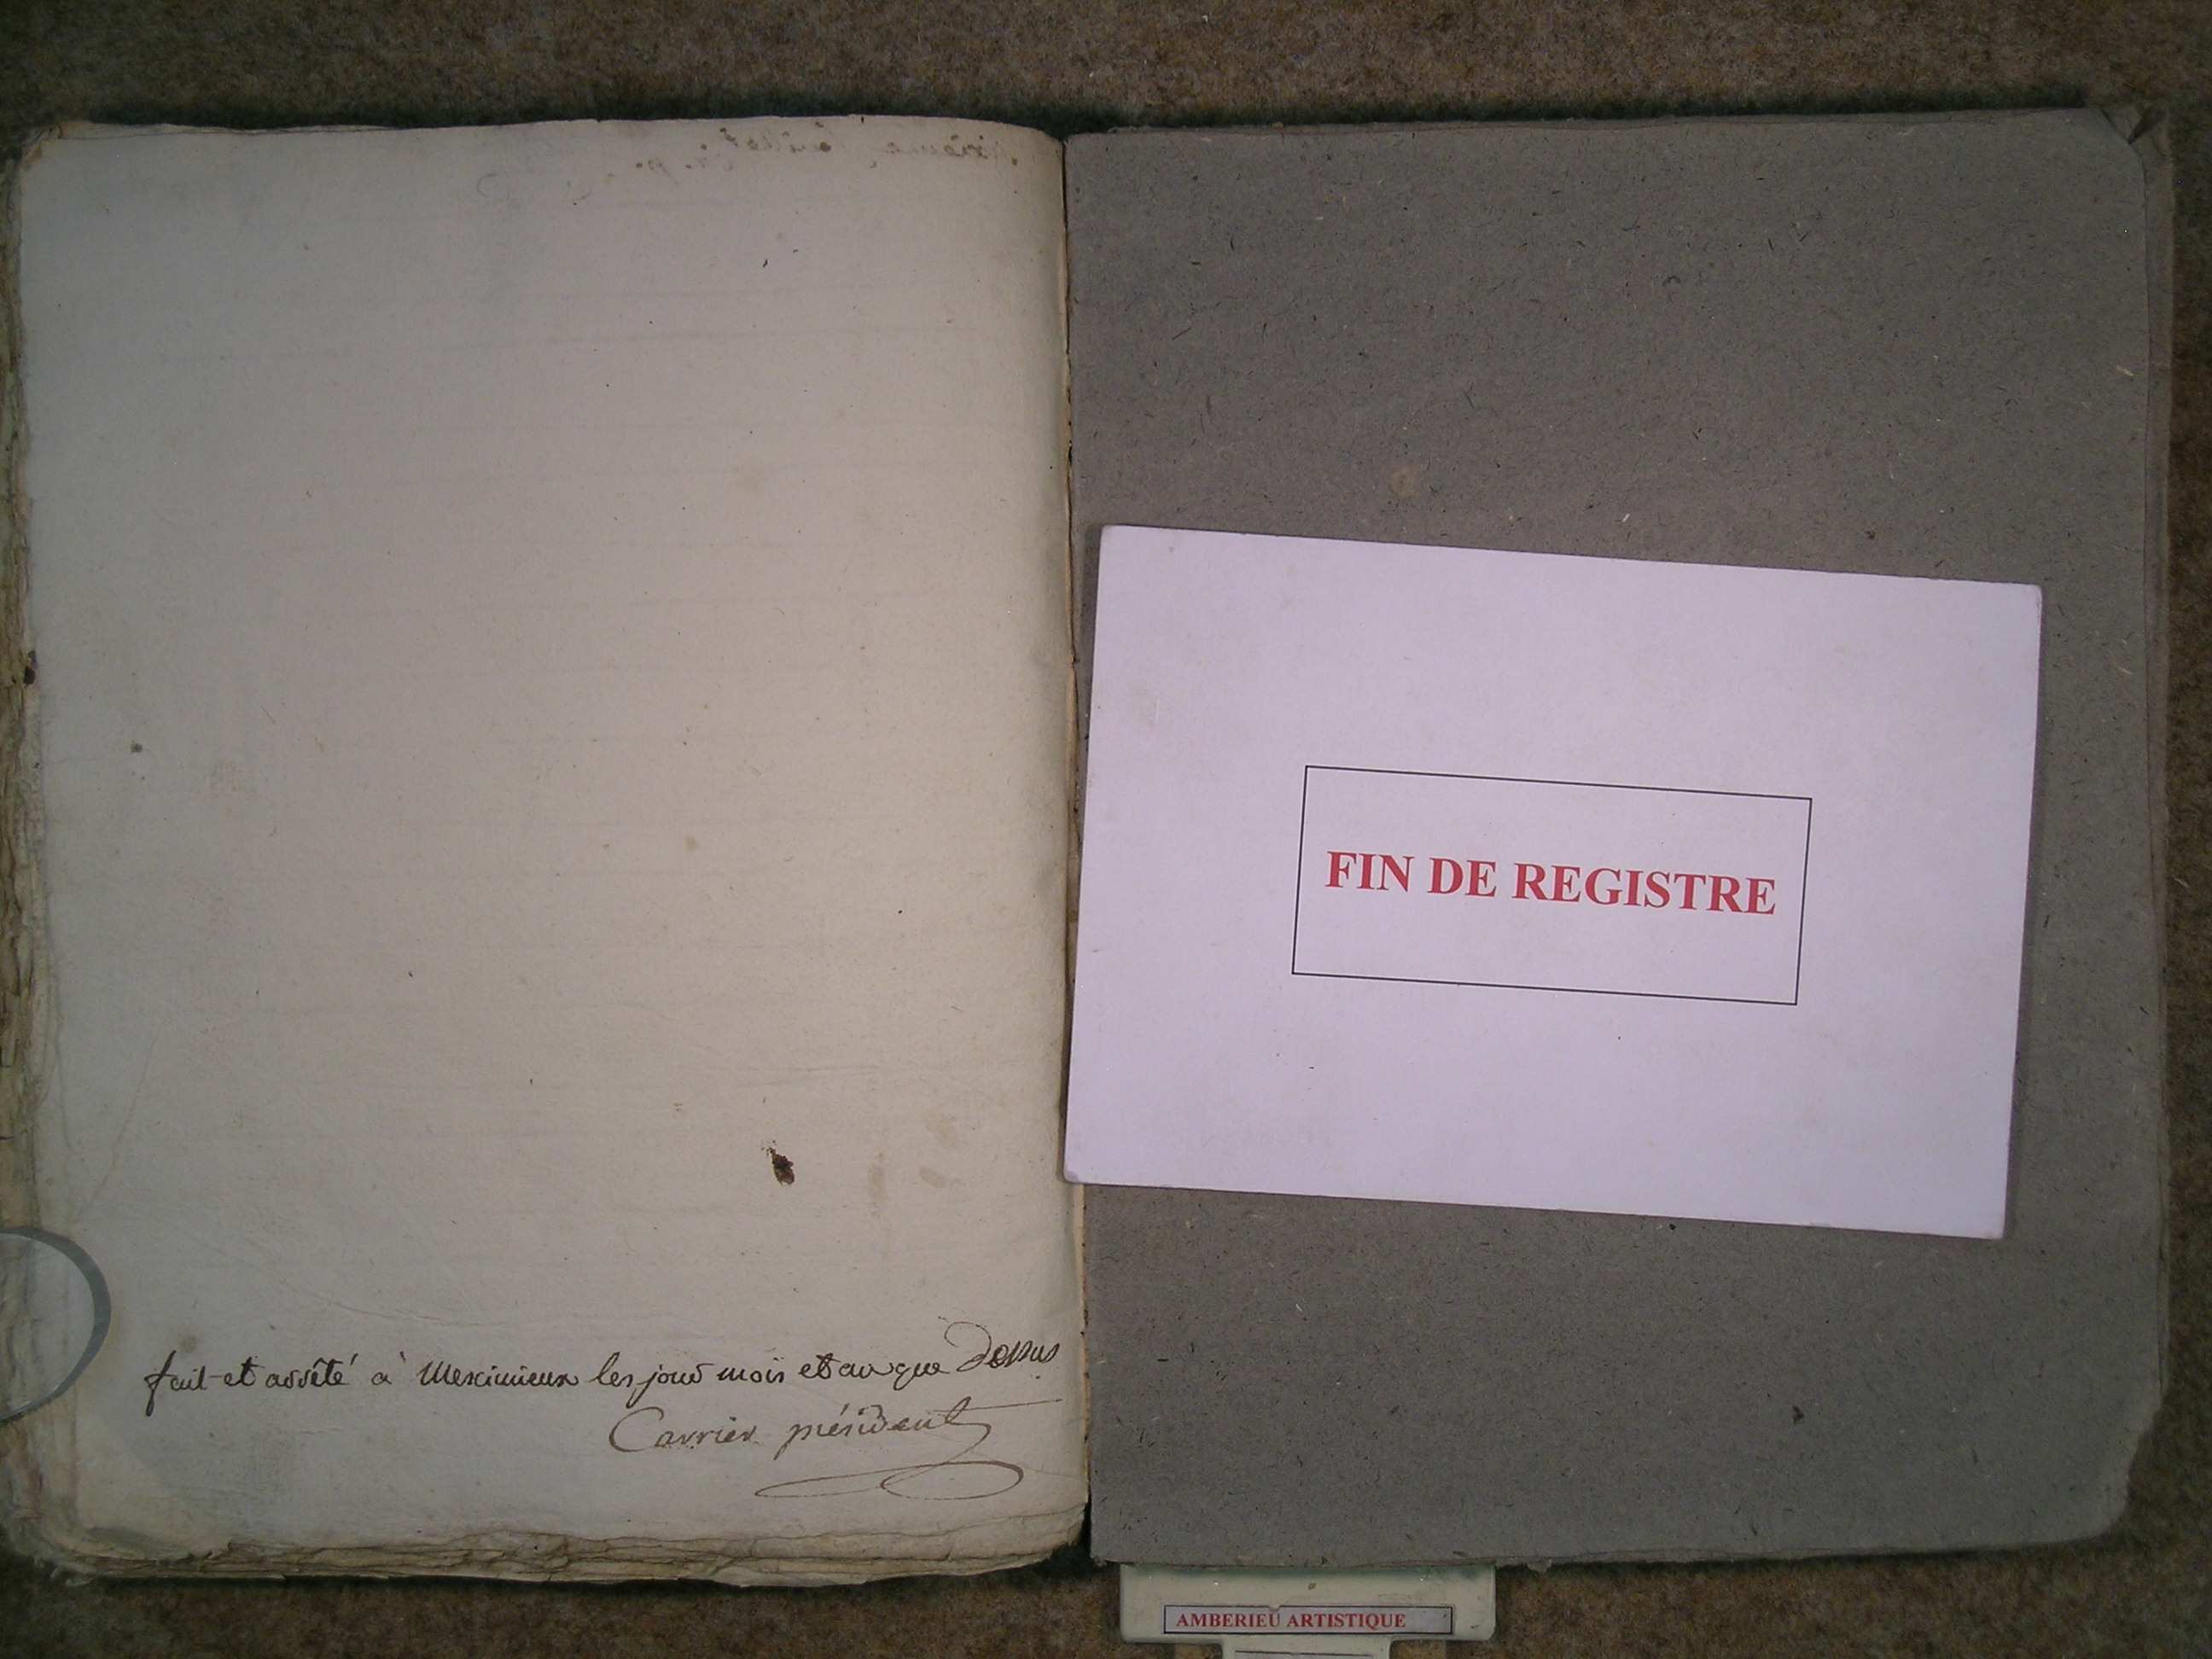 fait et arrêté à Meximieux les jour mois et an que dessus
Carrier président
FIN DE REGISTRE
AMBERIEU ARTISTIQUE